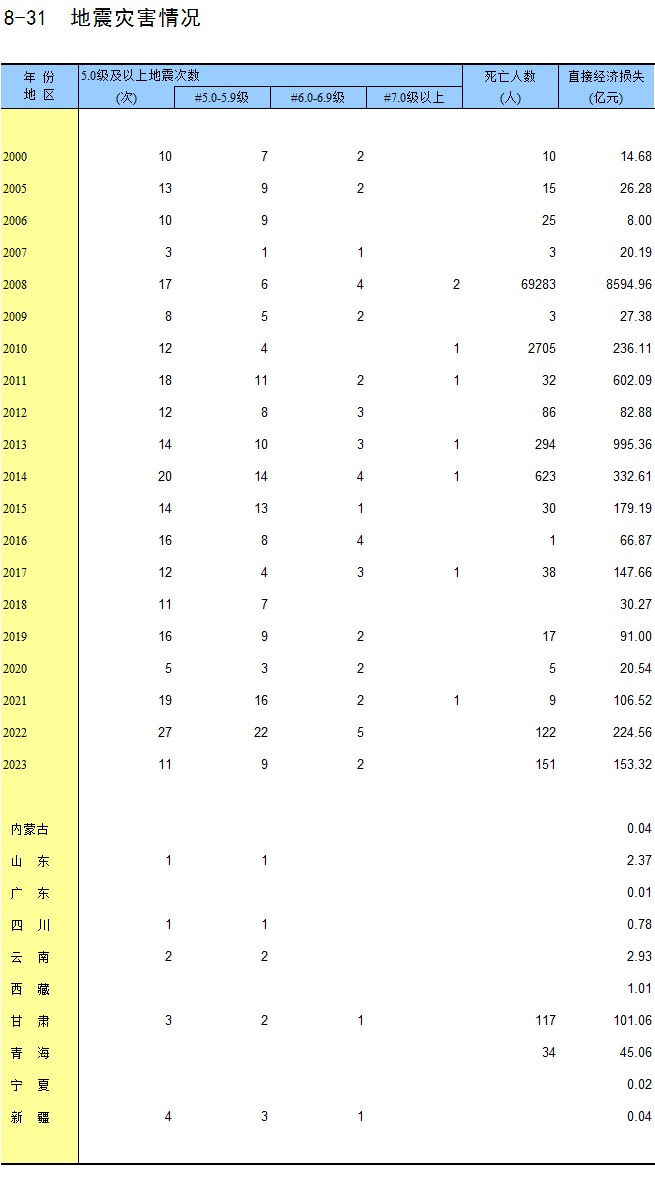 8-31 地震灾害情况
年 份 5.0级及以上地震次数 死亡人数 直接经济损失
地 区 (次) #5.0-5.9级 #6.0-6.9级 #7.0级以上 (人) (亿元)
2000 10 7 2 10 14.68
2005 13 9 2 15 26.28
2006 10 9 25 8.00
2007 3 1 1 3 20.19
2008 17 6 4 2 69283 8594.96
2009 8 5 2 3 27.38
2010 12 4 1 2705 236.11
2011 18 11 2 1 32 602.09
2012 12 8 3 86 82.88
2013 14 10 3 1 294 995.36
2014 20 14 4 1 623 332.61
2015 14 13 1 30 179.19
2016 16 8 4 1 66.87
2017 12 4 3 1 38 147.66
2018 11 7 30.27
2019 16 9 2 17 91.00
2020 5 3 2 5 20.54
2021 19 16 2 1 9 106.52
2022 27 22 5 122 224.56
2023 11 9 2 151 153.32
内蒙古 0.04
山 东 1 1 2.37
广 东 0.01
四 川 1 1 0.78
云 南 2 2 2.93
西 藏 1.01
甘 肃 3 2 1 117 101.06
青 海 34 45.06
宁 夏 0.02
新 疆 4 3 1 0.04